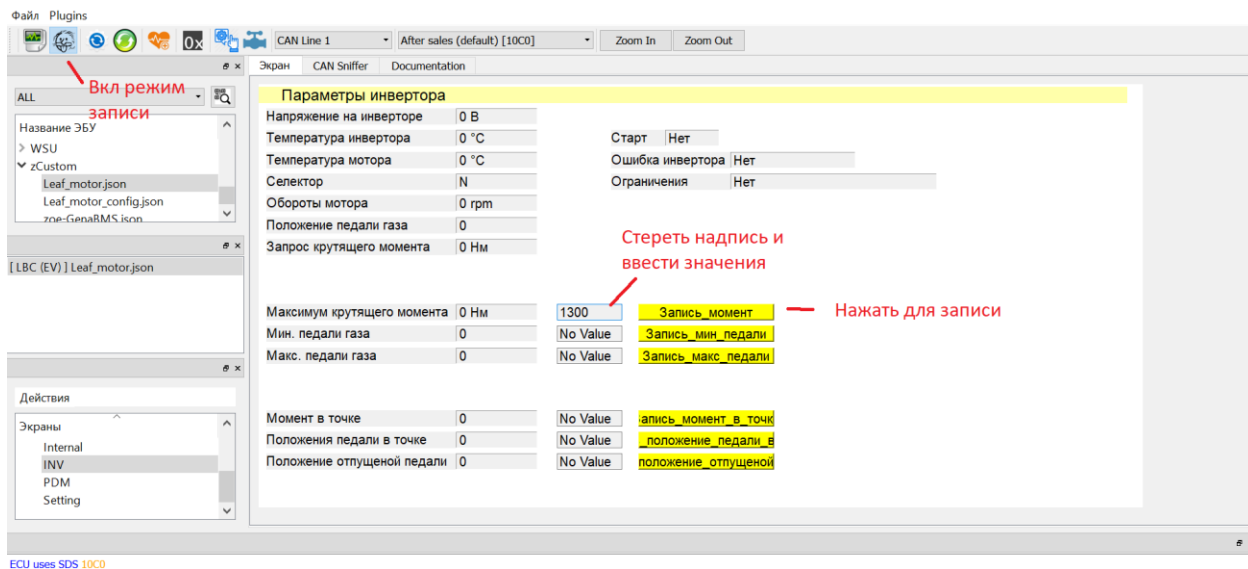 Файл Plugins
0x CAN Line 1 After sales (default) [10C0] Zoom In Zoom Out
Экран CAN Sniffer Documentation
Вкл режим
записи
ALL
Название ЭБУ
WSU
zCustom
Leaf_motor.json
Leaf_motor_config.json
zoe-GenaBMS.json
[ LBC (EV) ] Leaf_motor.json
Действия
Экраны
Internal
INV
PDM
Setting
Параметры инвертора
Напряжение на инверторе 0 В
Температура инвертора 0 °C Старт Нет
Температура мотора 0 °C Ошибка инвертора Нет
Селектор N Ограничения Нет
Обороты мотора 0 rpm
Положение педали газа 0
Запрос крутящего момента 0 Нм
Стереть надпись и
ввести значения
Максимум крутящего момента 0 Нм 1300 Запись_момент Нажать для записи
Мин. педали газа 0 No Value Запись_мин_педали
Макс. педали газа 0 No Value Запись_макс_педали
Момент в точке 0 No Value апись_момент_в_точк
Положения педали в точке 0 No Value _положение_педали_в
Положение отпущеной педали 0 No Value положение_отпущеной
ECU uses SDS 10C0